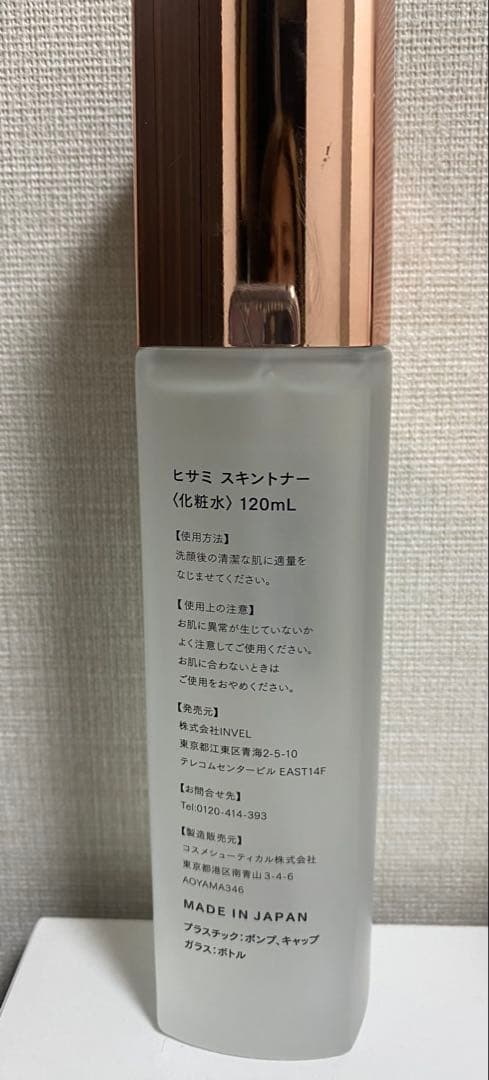 ヒサミ スキントナー
〈化粧水〉 120mL
【使用方法】
洗顔後の清潔な肌に適量を
なじませてください。
【使用上の注意】
お肌に異常が生じていないか
よく注意してご使用ください。
お肌に合わないときは
ご使用をおやめください。
【発売元】
株式会社INVEL
東京都江東区青海2-5-10
テレコムセンタービル EAST14F
【お問合せ先】
Tel:0120-414-393
【製造販売元】
コスメシューティカル株式会社
東京都港区南青山3-4-6
AOYAMA346
MADE IN JAPAN
プラスチック:ポンプ、キャップ
ガラス:ボトル